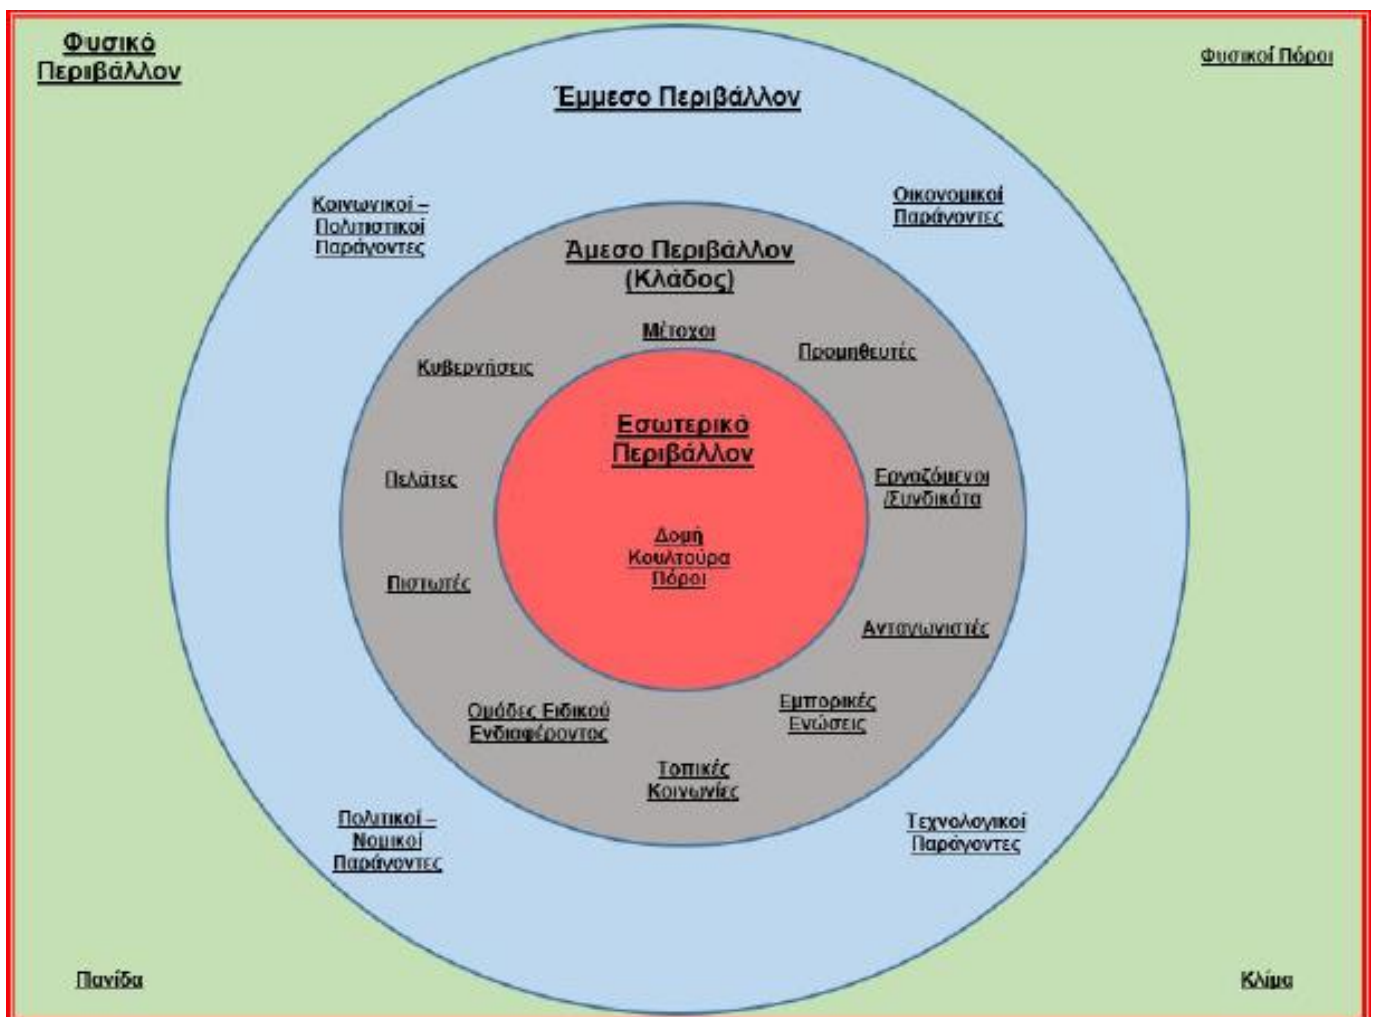 Φυσικό
Περιβάλλον
Φυσικοί Πόροι
Έμμεσο Περιβάλλον
Κοινωνικοί –
Πολιτιστικοί
Παράγοντες
Οικονομικοί
Παράγοντες
Άμεσο Περιβάλλον
(Κλάδος)
Μέτοχοι
Κυβερνήσεις
Προμηθευτές
Εσωτερικό
Περιβάλλον
Πελάτες
Εργαζόμενοι
/Συνδικάτα
Δομή
Κουλτούρα
Πόροι
Πιστωτές
Ανταγωνιστές
Ομάδες Ειδικού
Ενδιαφέροντος
Εμπορικές
Ενώσεις
Τοπικές
Κοινωνίες
Πολιτικοί –
Νομικοί
Παράγοντες
Τεχνολογικοί
Παράγοντες
Πανίδα
Κλίμα